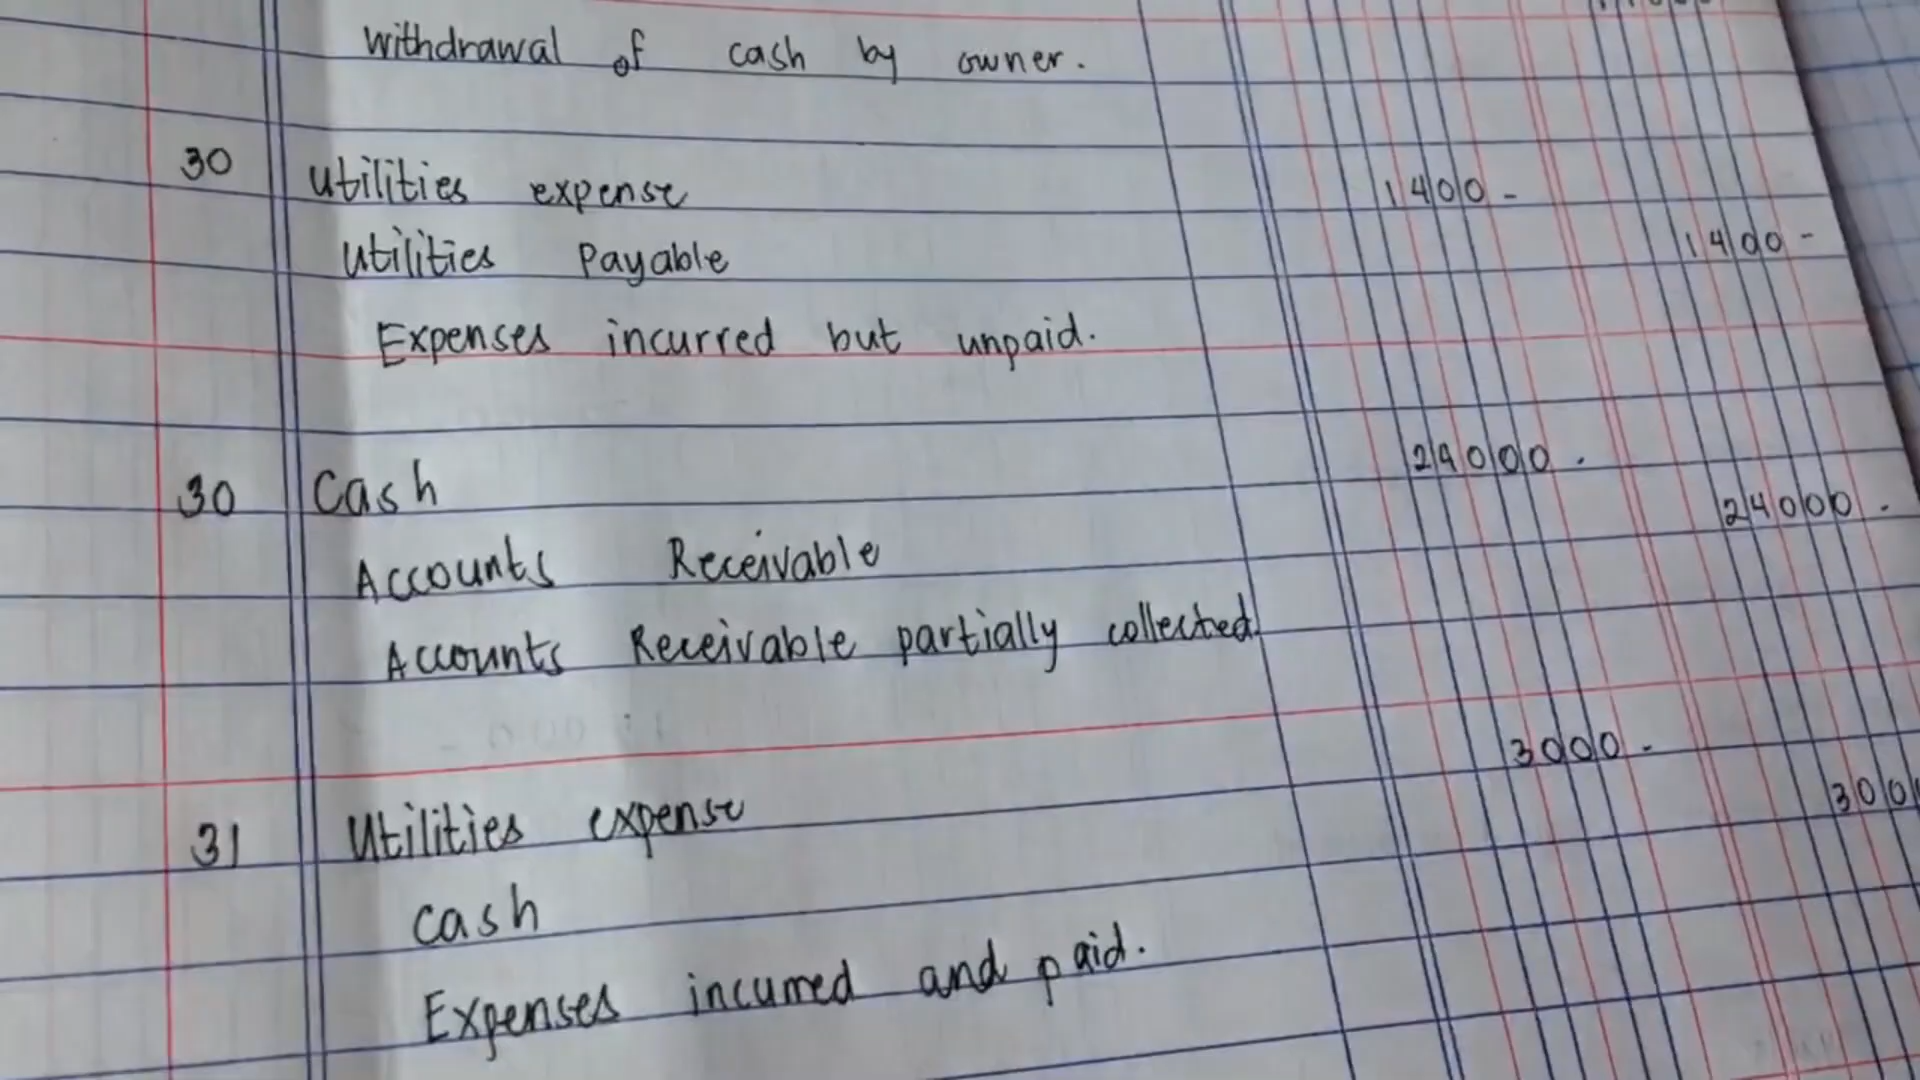 withdrawal of cash by owner.
30 Utilities expense 1400-
Utilities Payable 1400-
Expenses incurred but unpaid.
30 Cash 24000.
Accounts Receivable 24000.
Accounts Receivable partially collected
31 Utilities expense 3000-
Cash 300
Expenses incurred and paid.